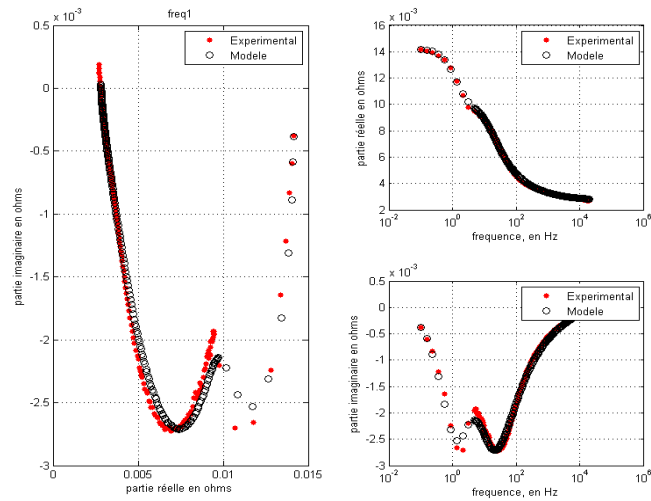 freq1
0.5
0
-0.5
-1
-1.5
-2
-2.5
-3
x 10⁻³
0
0.005
0.01
0.015
partie réelle en ohms
partie imaginaire en ohms
Experimental
Modele
x 10⁻³
16
14
12
10
8
6
4
2
10⁻²
10⁰
10²
10⁴
10⁶
frequence, en Hz
partie réelle en ohms
Experimental
Modele
x 10⁻³
0
-0.5
-1
-1.5
-2
-2.5
-3
10⁻²
10⁰
10²
10⁴
10⁶
frequence, en Hz
partie imaginaire en ohms
Experimental
Modele